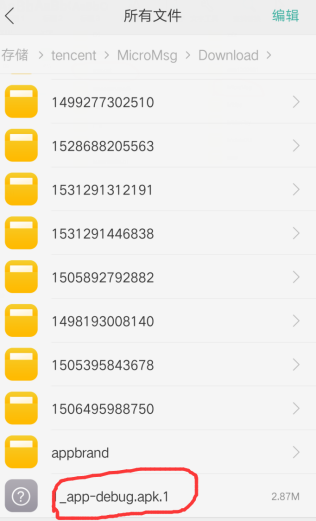 所有文件 编辑
存储 > tencent > MicroMsg > Download >
1499277302510
1528688205563
1531291312191
1531291446838
1505892792882
1498193008140
1505395843678
1506495988750
appbrand
_app-debug.apk.1 2.87M